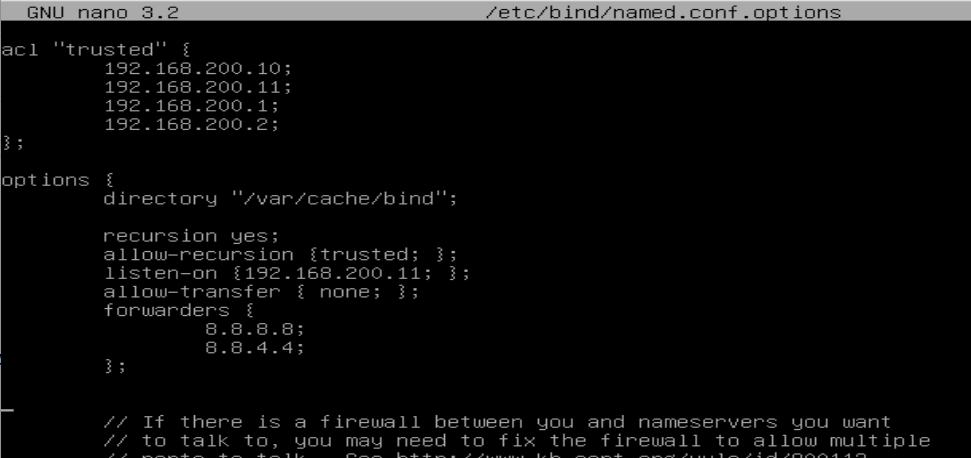 GNU nano 3.2 /etc/bind/named.conf.options
acl "trusted" {
192.168.200.10;
192.168.200.11;
192.168.200.1;
192.168.200.2;
};
options {
directory "/var/cache/bind";
recursion yes;
allow-recursion {trusted; };
listen-on {192.168.200.11; };
allow-transfer { none; };
forwarders {
8.8.8.8;
8.8.4.4;
};
// If there is a firewall between you and nameservers you want
// to talk to, you may need to fix the firewall to allow multiple
// ports to talk. See http://www.kb.cert.org/vuls/id/800113